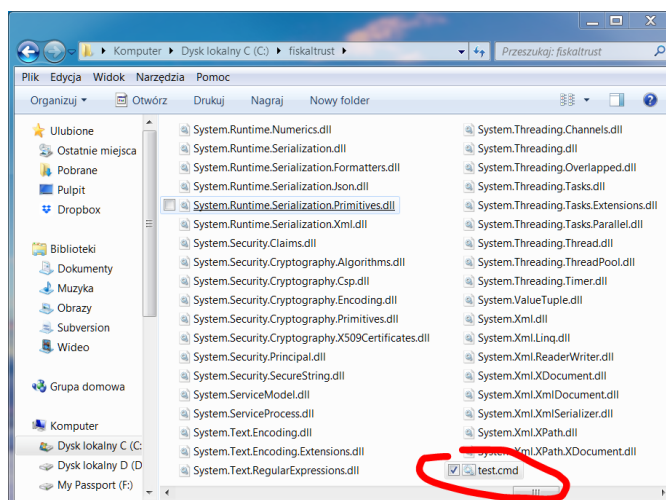 Komputer ▸ Dysk lokalny C (C:) ▸ fiskaltrust ▸
Przeszukaj: fiskaltrust
Plik Edycja Widok Narzędzia Pomoc
Organizuj Otwórz Drukuj Nagraj Nowy folder
Ulubione
Ostatnie miejsca
Pobrane
Pulpit
Dropbox
Biblioteki
Dokumenty
Muzyka
Obrazy
Subversion
Wideo
Grupa domowa
Komputer
Dysk lokalny C (C:
Dysk lokalny D (D
My Passport (F:)
System.Runtime.Numerics.dll
System.Runtime.Serialization.dll
System.Runtime.Serialization.Formatters.dll
System.Runtime.Serialization.Json.dll
System.Runtime.Serialization.Primitives.dll
System.Runtime.Serialization.Xml.dll
System.Security.Claims.dll
System.Security.Cryptography.Algorithms.dll
System.Security.Cryptography.Csp.dll
System.Security.Cryptography.Encoding.dll
System.Security.Cryptography.Primitives.dll
System.Security.Cryptography.X509Certificates.dll
System.Security.Principal.dll
System.Security.SecureString.dll
System.ServiceModel.dll
System.ServiceProcess.dll
System.Text.Encoding.dll
System.Text.Encoding.Extensions.dll
System.Text.RegularExpressions.dll
System.Threading.Channels.dll
System.Threading.dll
System.Threading.Overlapped.dll
System.Threading.Tasks.dll
System.Threading.Tasks.Extensions.dll
System.Threading.Tasks.Parallel.dll
System.Threading.Thread.dll
System.Threading.ThreadPool.dll
System.Threading.Timer.dll
System.ValueTuple.dll
System.Xml.dll
System.Xml.Linq.dll
System.Xml.ReaderWriter.dll
System.Xml.XDocument.dll
System.Xml.XmlDocument.dll
System.Xml.XmlSerializer.dll
System.Xml.XPath.dll
System.Xml.XPath.XDocument.dll
test.cmd